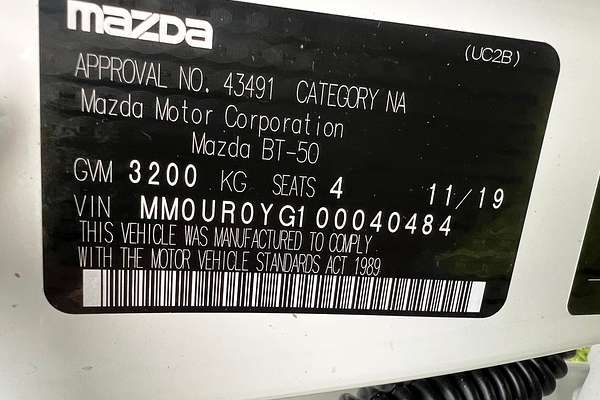 mazda
(UC2B)
APPROVAL NO. 43491 CATEGORY NA
Mazda Motor Corporation
Mazda BT-50
GVM 3200 KG SEATS 4 11/19
VIN MM0UR0YG100040484
THIS VEHICLE WAS MANUFACTURED TO COMPLY
WITH THE MOTOR VEHICLE STANDARDS ACT 1989